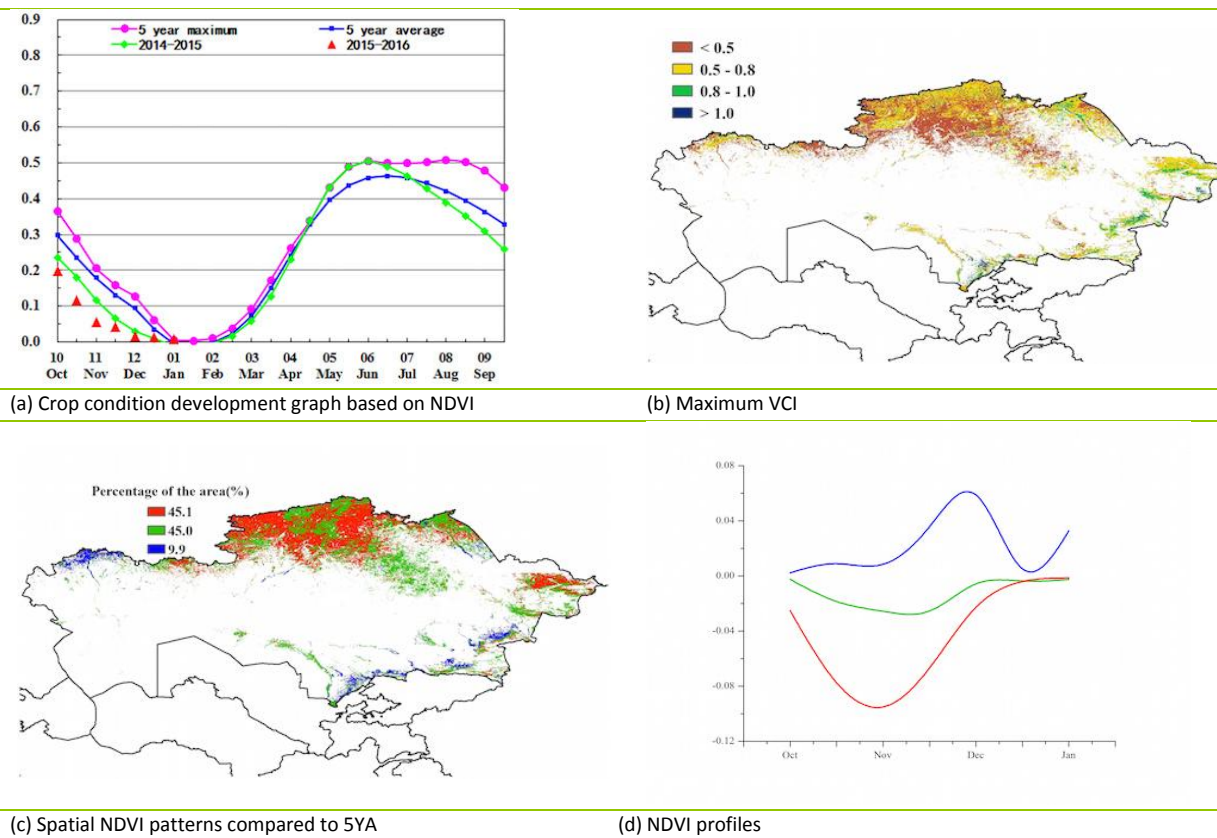 0.9
0.8
0.7
0.6
0.5
0.4
0.3
0.2
0.1
0.0
5 year maximum
5 year average
2014-2015
2015-2016
10 11 12 01 02 03 04 05 06 07 08 09
Oct Nov Dec Jan Feb Mar Apr May Jun Jul Aug Sep
< 0.5
0.5 - 0.8
0.8 - 1.0
> 1.0
(a) Crop condition development graph based on NDVI
(b) Maximum VCI
Percentage of the area(%)
45.1
45.0
9.9
0.08
0.04
0.00
-0.04
-0.08
-0.12
Oct Nov Dec Jan
(c) Spatial NDVI patterns compared to 5YA
(d) NDVI profiles